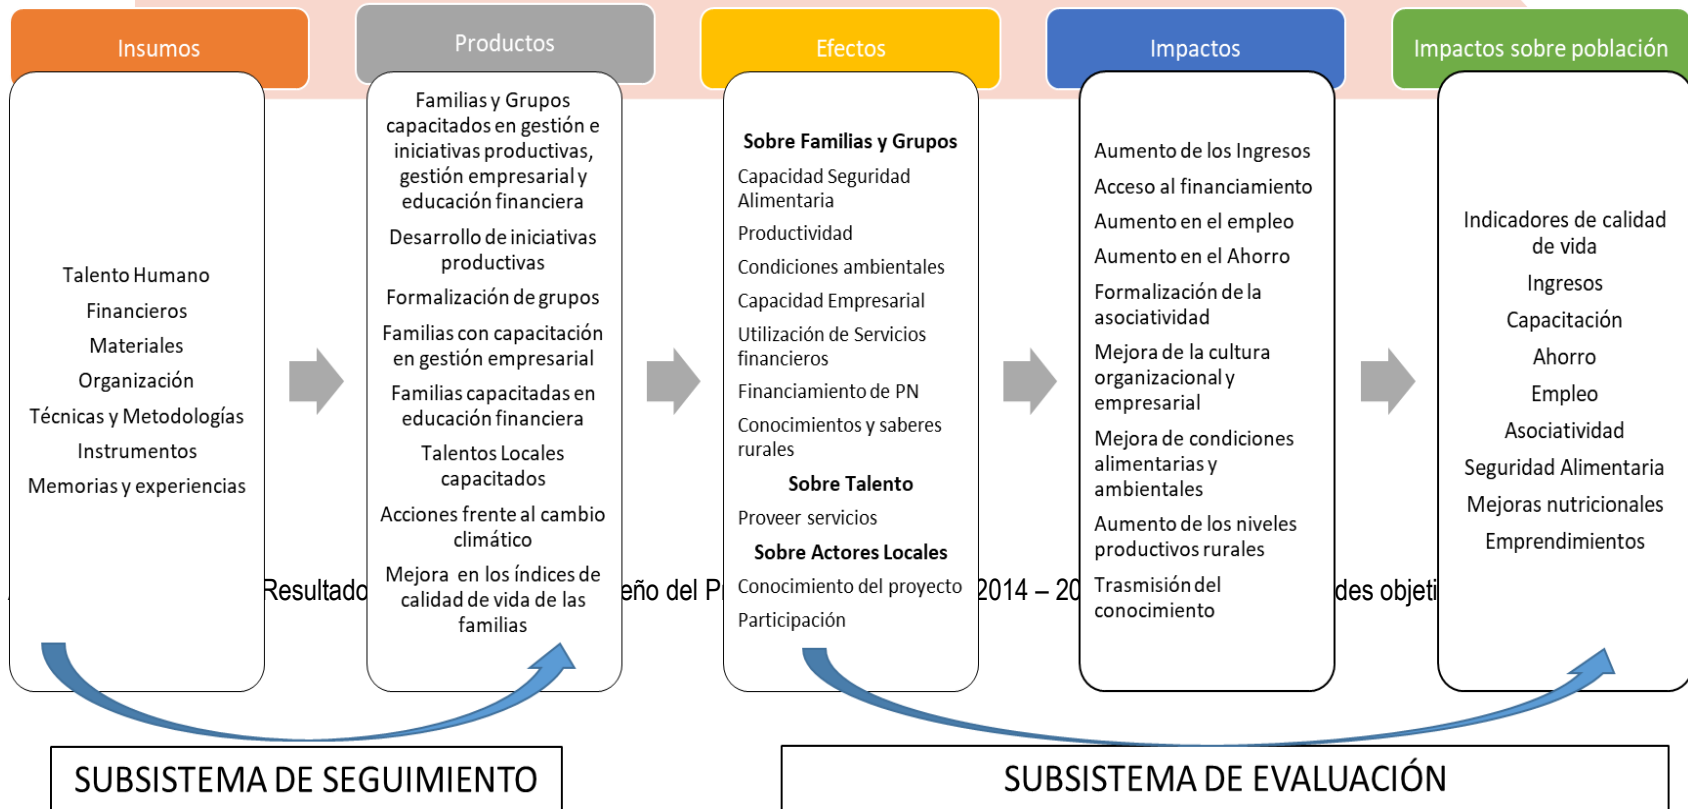 Insumos
Talento Humano
Financieros
Materiales
Organización
Técnicas y Metodologías
Instrumentos
Memorias y experiencias
Productos
Familias y Grupos
capacitados en gestión e
iniciativas productivas,
gestión empresarial y
educación financiera
Desarrollo de iniciativas
productivas
Formalización de grupos
Familias con capacitación
en gestión empresarial
Familias capacitadas en
educación financiera
Talentos Locales
capacitados
Acciones frente al cambio
climático
Mejora en los índices de
calidad de vida de las
familias
Efectos
Sobre Familias y Grupos
Capacidad Seguridad
Alimentaria
Productividad
Condiciones ambientales
Capacidad Empresarial
Utilización de Servicios
financieros
Financiamiento de PN
Conocimientos y saberes
rurales
Sobre Talento
Proveer servicios
Sobre Actores Locales
Conocimiento del proyecto
Participación
Impactos
Aumento de los Ingresos
Acceso al financiamiento
Aumento en el empleo
Aumento en el Ahorro
Formalización de la
asociatividad
Mejora de la cultura
organizacional y
empresarial
Mejora de condiciones
alimentarias y
ambientales
Aumento de los niveles
productivos rurales
Trasmisión del
conocimiento
Impactos sobre población
Indicadores de calidad
de vida
Ingresos
Capacitación
Ahorro
Empleo
Asociatividad
Seguridad Alimentaria
Mejoras nutricionales
Emprendimientos
Resultado eño del P 2014 – 20 des objeti
SUBSISTEMA DE SEGUIMIENTO
SUBSISTEMA DE EVALUACIÓN